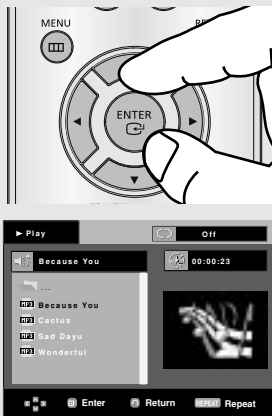 MENU
RE
ENTER
Play
Off
Because You
00:00:23
...
MP3 Because You
MP3 Cactus
MP3 Sad Dayu
MP3 Wonderful
Enter
Return
REPEAT Repeat